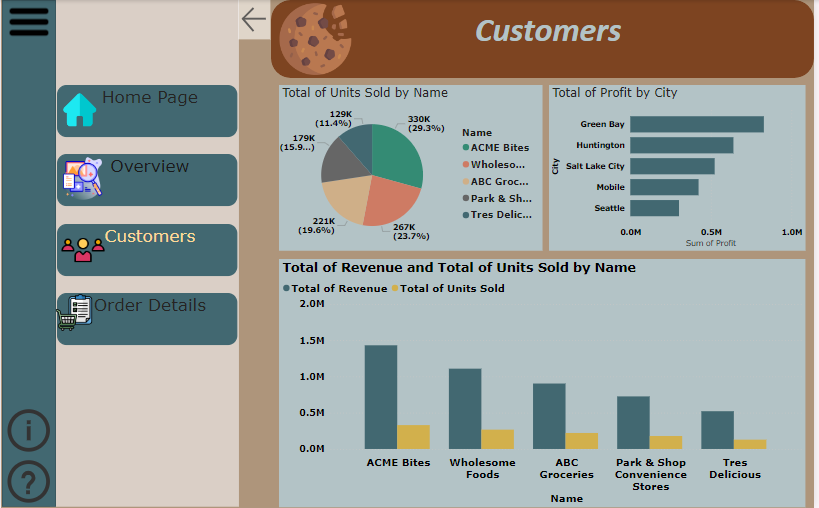 Customers
Home Page
Overview
Customers
Order Details
i
?
Total of Units Sold by Name
129K
(11.4%)
330K
(29.3%)
179K
(15.9...)
221K
(19.6%)
267K
(23.7%)
Name
ACME Bites
Wholeso...
ABC Groc...
Park & Sh...
Tres Delic...
Total of Profit by City
City
Green Bay
Huntington
Salt Lake City
Mobile
Seattle
0.0M 0.5M 1.0M
Sum of Profit
Total of Revenue and Total of Units Sold by Name
Total of Revenue Total of Units Sold
2.0M
1.5M
1.0M
0.5M
0.0M
ACME Bites
Wholesome
Foods
ABC
Groceries
Park & Shop
Convenience
Stores
Tres
Delicious
Name